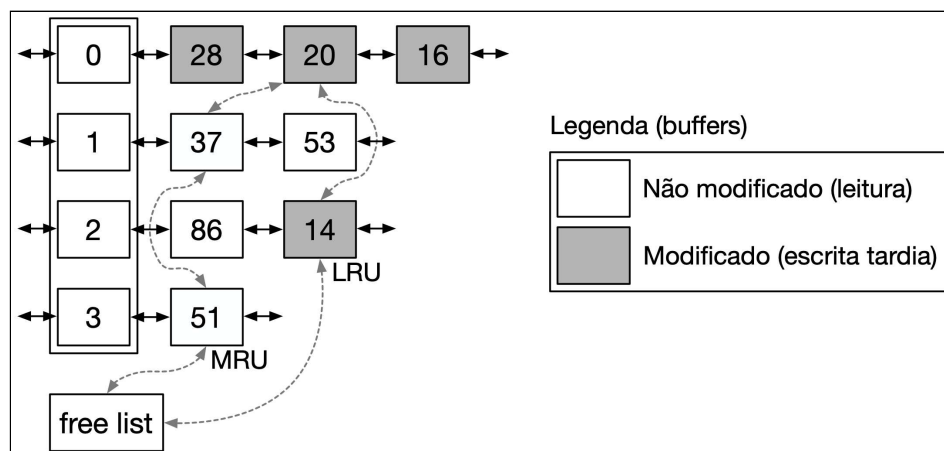 0 28 20 16
1 37 53
Legenda (buffers)
Não modificado (leitura)
2 86 14
LRU
Modificado (escrita tardia)
3 51
MRU
free list